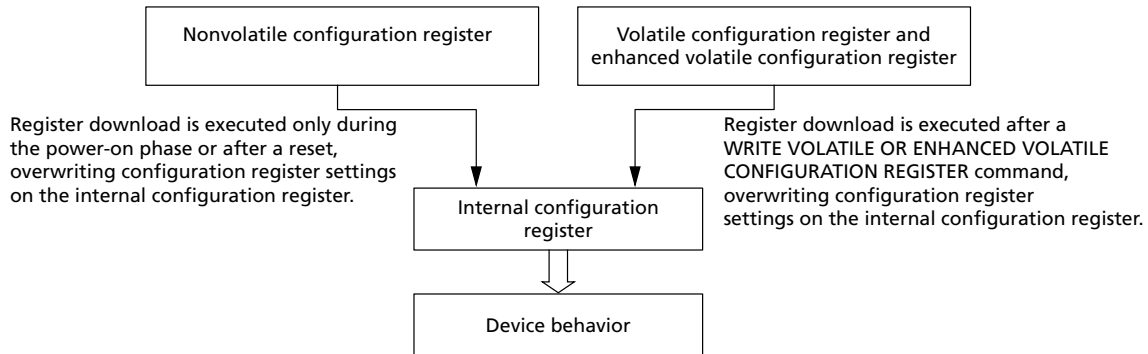 Nonvolatile configuration register
Volatile configuration register and
enhanced volatile configuration register
Register download is executed only during
the power-on phase or after a reset,
overwriting configuration register settings
on the internal configuration register.
Register download is executed after a
WRITE VOLATILE OR ENHANCED VOLATILE
CONFIGURATION REGISTER command,
overwriting configuration register
settings on the internal configuration register.
Internal configuration
register
Device behavior